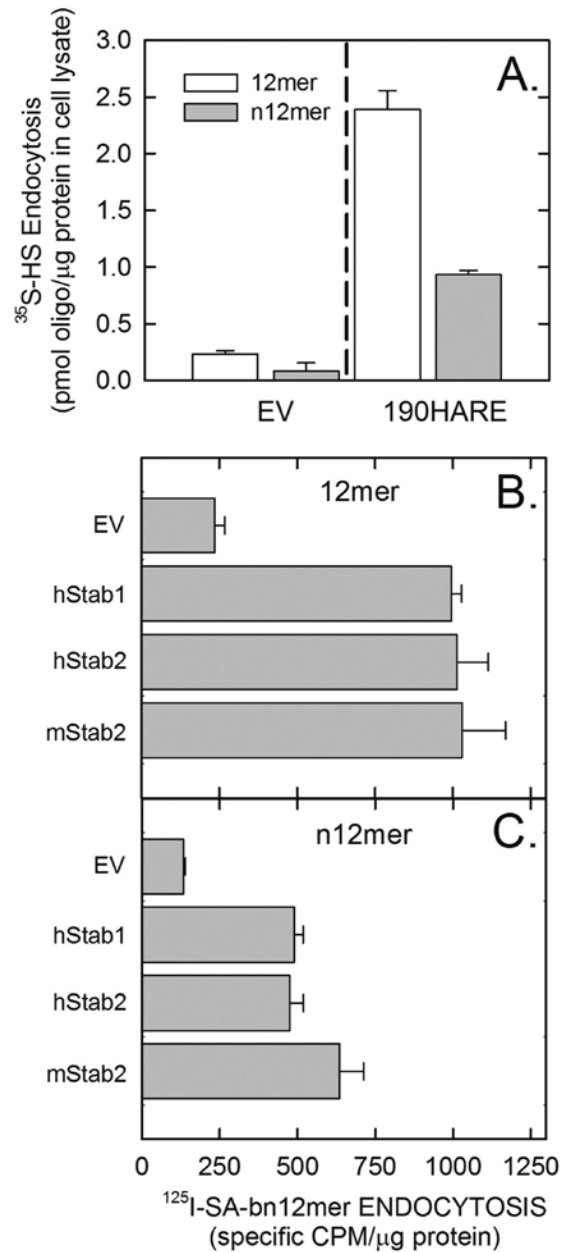 A.
3.0
2.5
2.0
1.5
1.0
0.5
0.0
³⁵S-HS Endocytosis
(pmol oligo/μg protein in cell lysate)
12mer
n12mer
EV
190HARE
B.
12mer
EV
hStab1
hStab2
mStab2
C.
n12mer
EV
hStab1
hStab2
mStab2
0 250 500 750 1000 1250
¹²⁵I-SA-bn12mer ENDOCYTOSIS
(specific CPM/μg protein)